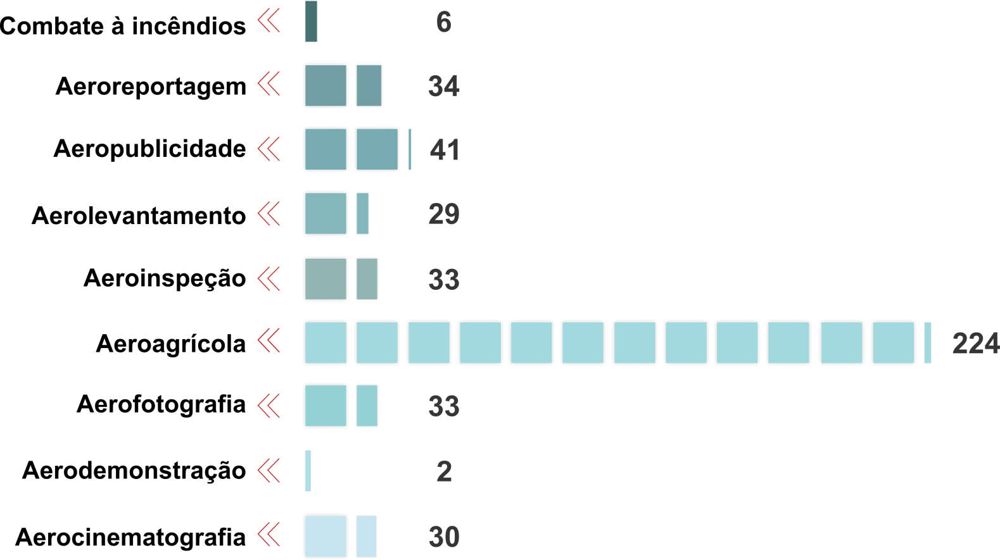 Combate à incêndios 6
Aeroreportagem 34
Aeropublicidade 41
Aerolevantamento 29
Aeroinspeção 33
Aeroagrícola 224
Aerofotografia 33
Aerodemonstração 2
Aerocinematografia 30